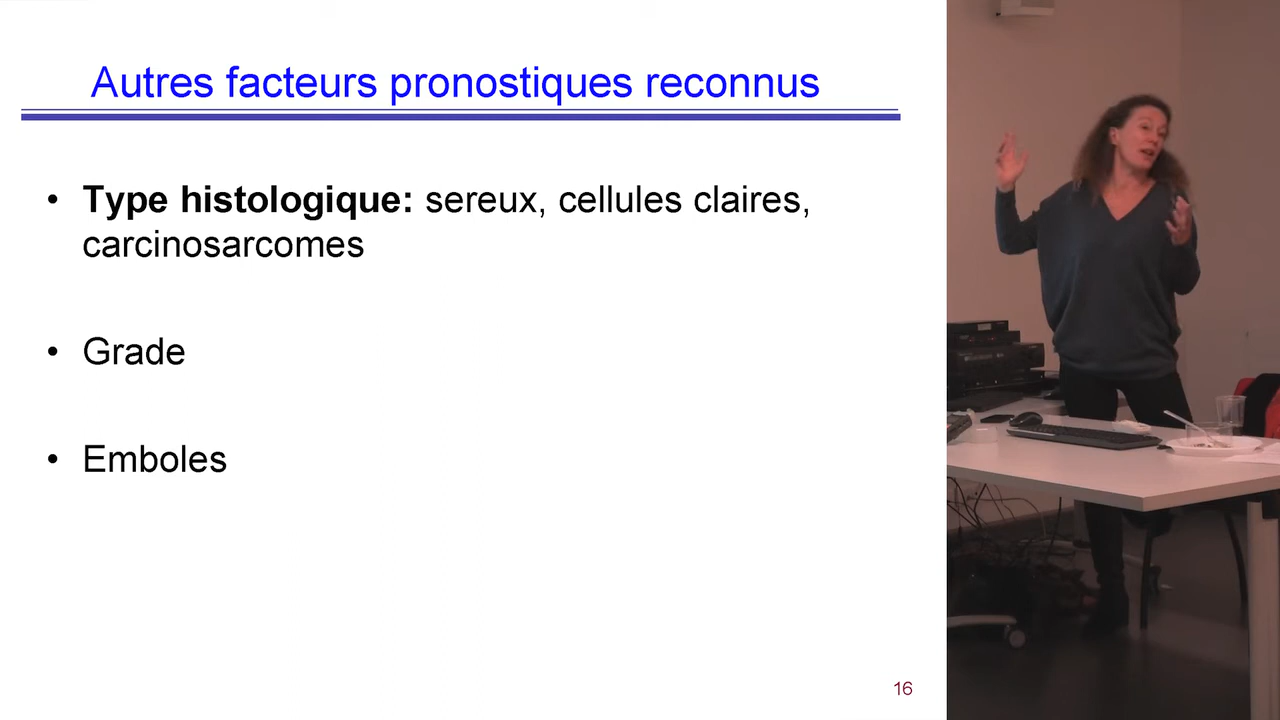 Autres facteurs pronostiques reconnus
• Type histologique: sereux, cellules claires,
carcinosarcomes
• Grade
• Emboles
16